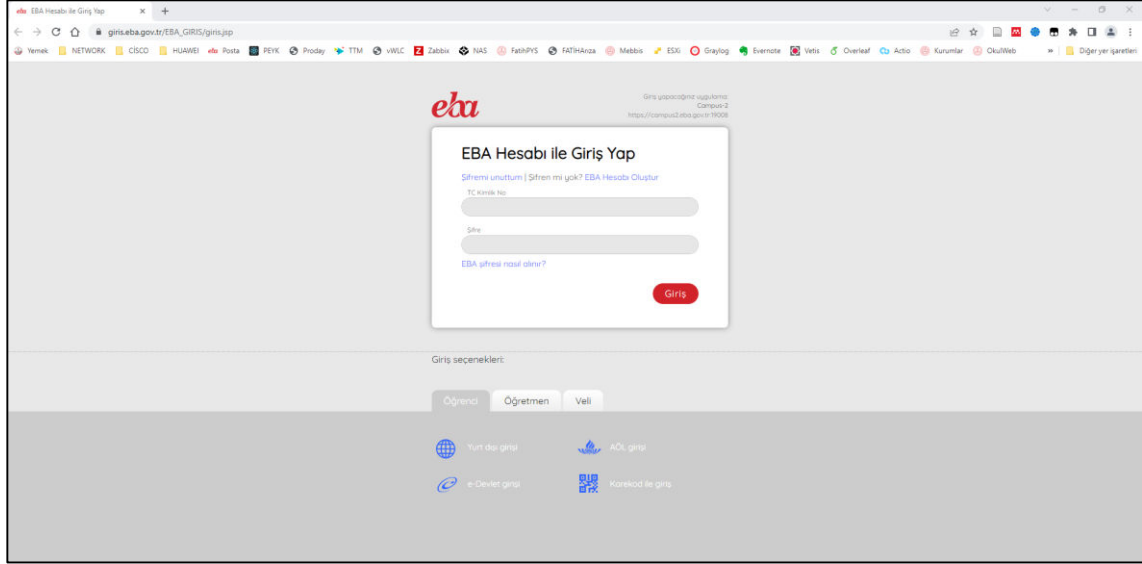 eba EBA Hesabı ile Giriş Yap
giris.eba.gov.tr/EBA_GIRIS/giris.jsp
Yemek NETWORK CİSCO HUAWEI eba Posta PEYK Proday TTM vWLC Zabbix NAS FatihPYS FATİHArıza Mebbis ESXi Graylog Evernote Vetis Overleaf Actio Kurumlar OkulWeb » Diğer yer işaretleri
eba
Giriş yapacağınız uygulama:
Campus-2
https://campus2.eba.gov.tr:19008
EBA Hesabı ile Giriş Yap
Şifremi unuttum | Şifren mi yok? EBA Hesabı Oluştur
TC Kimlik No
Şifre
EBA şifresi nasıl alınır?
Giriş
Giriş seçenekleri:
Öğrenci Öğretmen Veli
Yurt dışı girişi AÖL girişi
e-Devlet girişi Karekod ile giriş